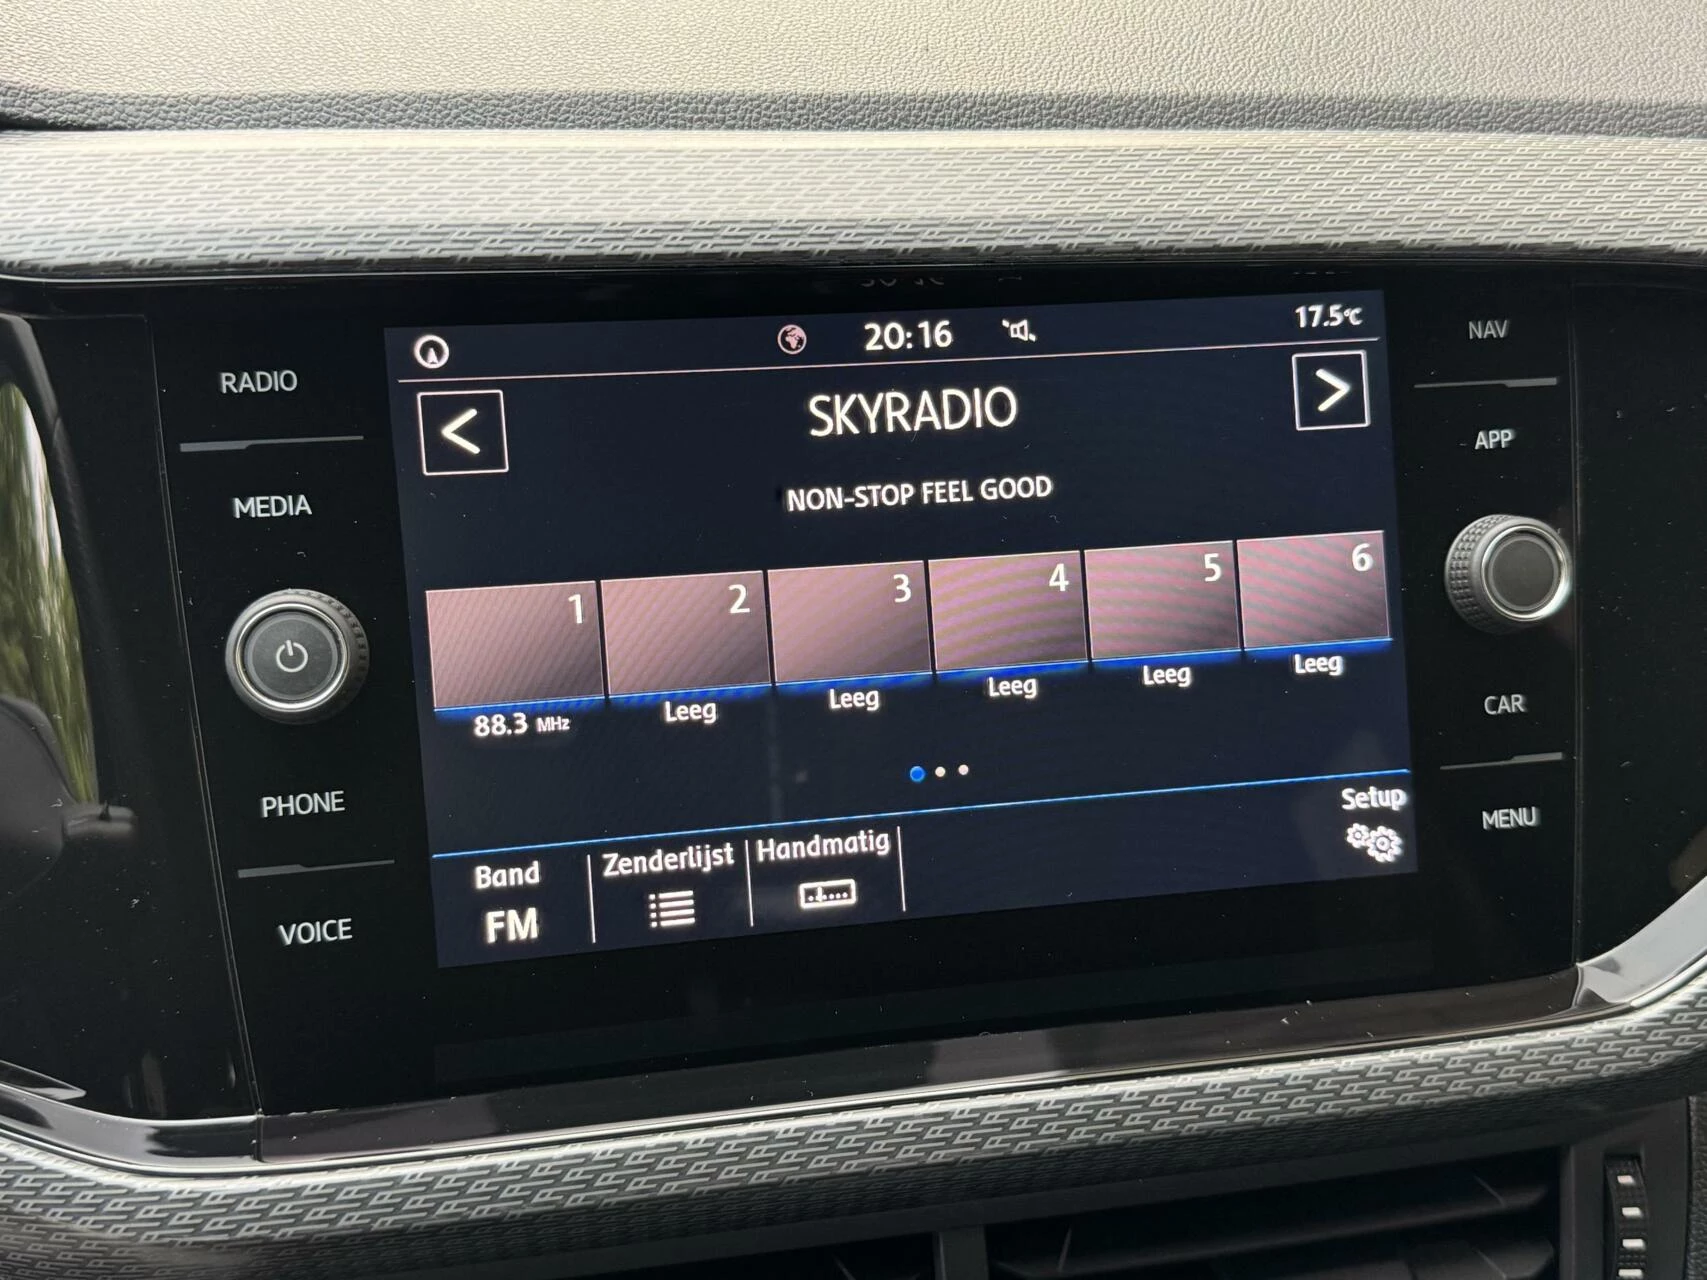 RADIO
MEDIA
PHONE
VOICE
20:16
17.5°C
<
SKYRADIO
>
NON-STOP FEEL GOOD
1
2
3
4
5
6
88.3 MHz
Leeg
Leeg
Leeg
Leeg
Leeg
Band
FM
Zenderlijst
Handmatig
Setup
NAV
APP
CAR
MENU